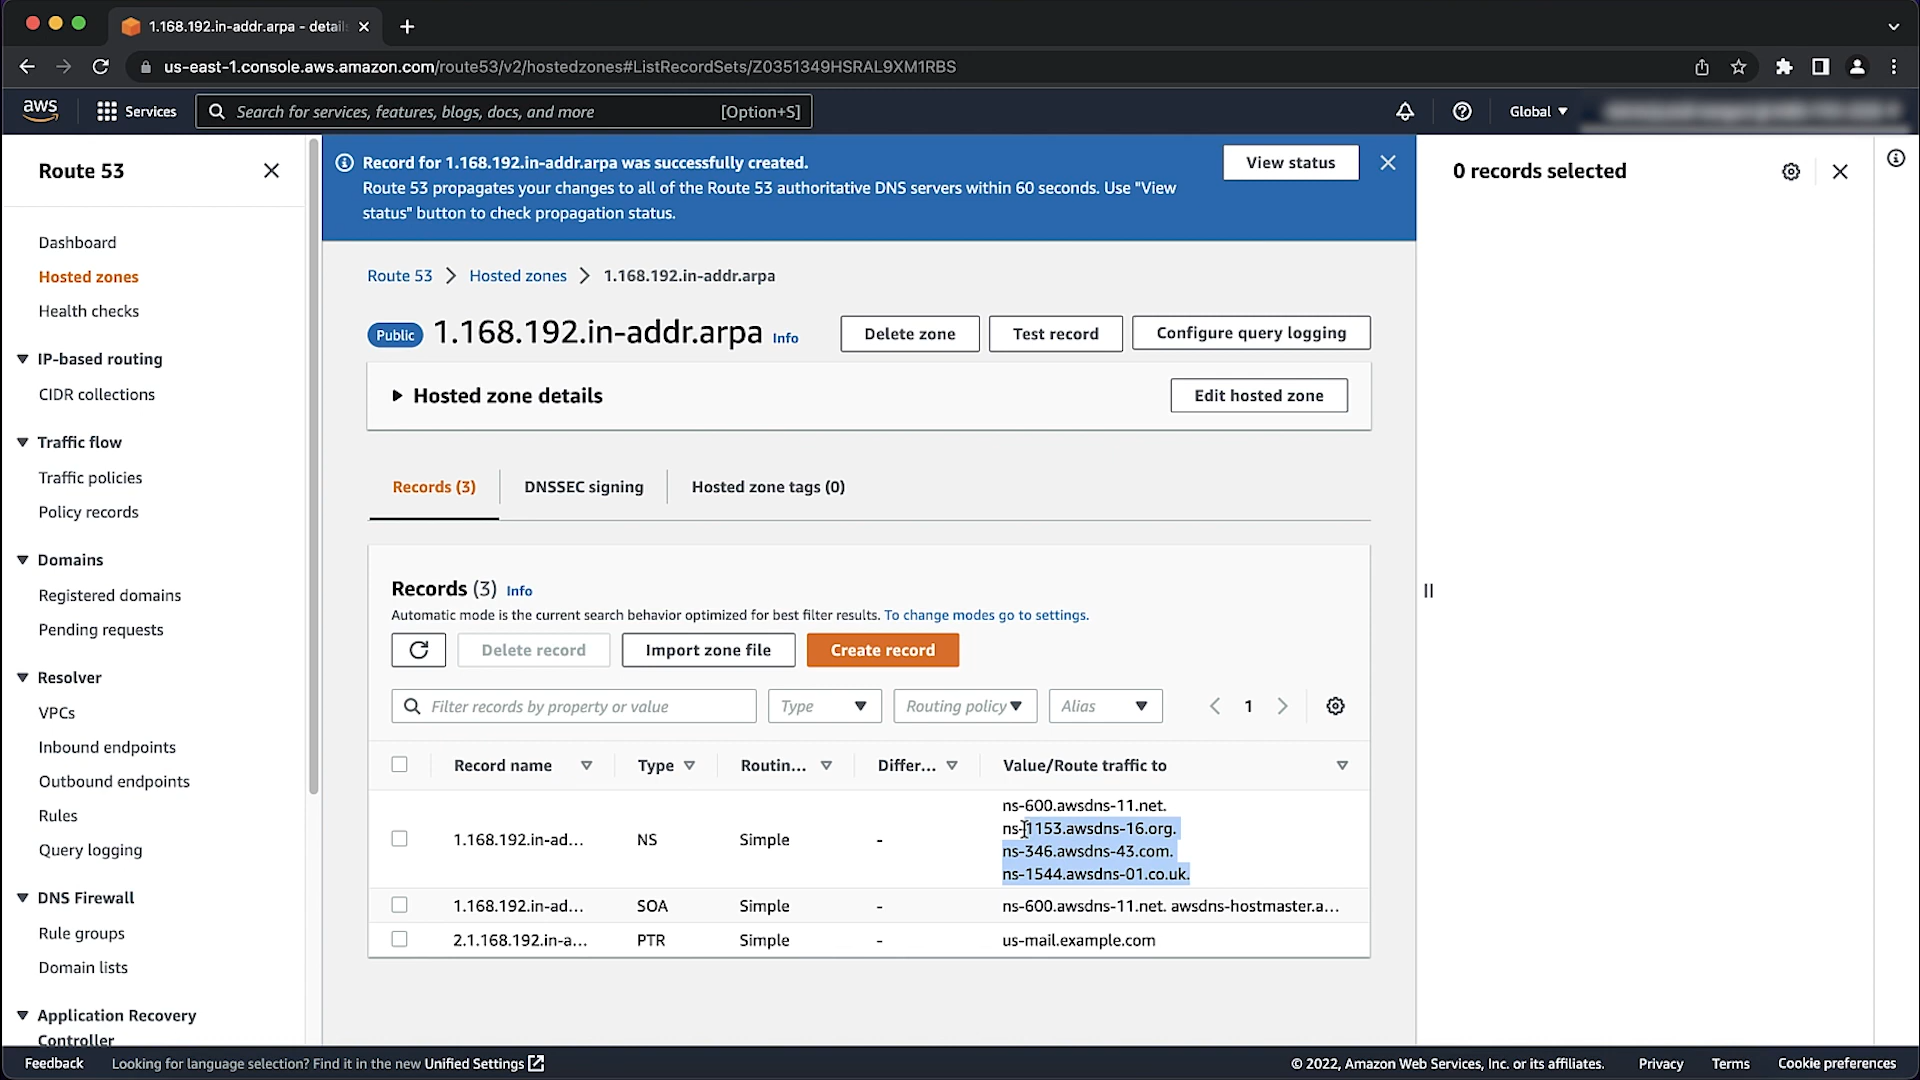 1.168.192.in-addr.arpa - detail
us-east-1.console.aws.amazon.com/route53/v2/hostedzones#ListRecordSets/Z0351349HSRAL9XM1RBS
aws
Services
Search for services, features, blogs, docs, and more
[Option+S]
Global
Route 53
Dashboard
Hosted zones
Health checks
IP-based routing
CIDR collections
Traffic flow
Traffic policies
Policy records
Domains
Registered domains
Pending requests
Resolver
VPCs
Inbound endpoints
Outbound endpoints
Rules
Query logging
DNS Firewall
Rule groups
Domain lists
Application Recovery
Controller
Record for 1.168.192.in-addr.arpa was successfully created.
Route 53 propagates your changes to all of the Route 53 authoritative DNS servers within 60 seconds. Use "View
status" button to check propagation status.
View status
Route 53 > Hosted zones > 1.168.192.in-addr.arpa
Public 1.168.192.in-addr.arpa Info
Delete zone
Test record
Configure query logging
Hosted zone details
Edit hosted zone
Records (3)
DNSSEC signing
Hosted zone tags (0)
Records (3) Info
Automatic mode is the current search behavior optimized for best filter results. To change modes go to settings.
Delete record
Import zone file
Create record
Filter records by property or value
Type
Routing policy
Alias
1
Record name
Type
Routin...
Differ...
Value/Route traffic to
1.168.192.in-ad...
NS
Simple
-
ns-600.awsdns-11.net.
ns-1153.awsdns-16.org.
ns-346.awsdns-43.com.
ns-1544.awsdns-01.co.uk.
1.168.192.in-ad...
SOA
Simple
-
ns-600.awsdns-11.net. awsdns-hostmaster.a...
2.1.168.192.in-a...
PTR
Simple
-
us-mail.example.com
0 records selected
Feedback
Looking for language selection? Find it in the new Unified Settings
© 2022, Amazon Web Services, Inc. or its affiliates.
Privacy
Terms
Cookie preferences